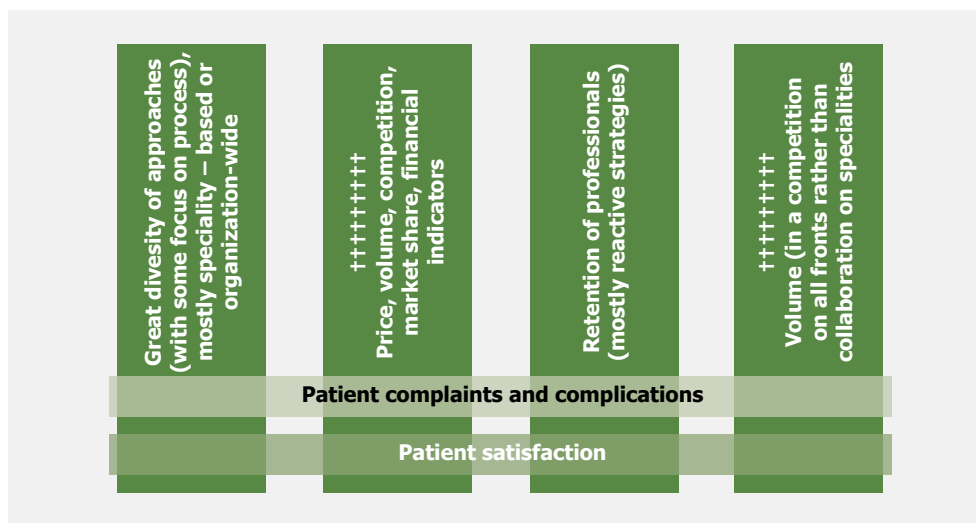 Great divesity of approaches
(with some focus on process),
mostly speciality – based or
organization-wide
†††††††††
Price, volume, competition,
market share, financial
indicators
Retention of professionals
(mostly reactive strategies)
†††††††††
Volume (in a competition
on all fronts rather than
collaboration on specialities
Patient complaints and complications
Patient satisfaction